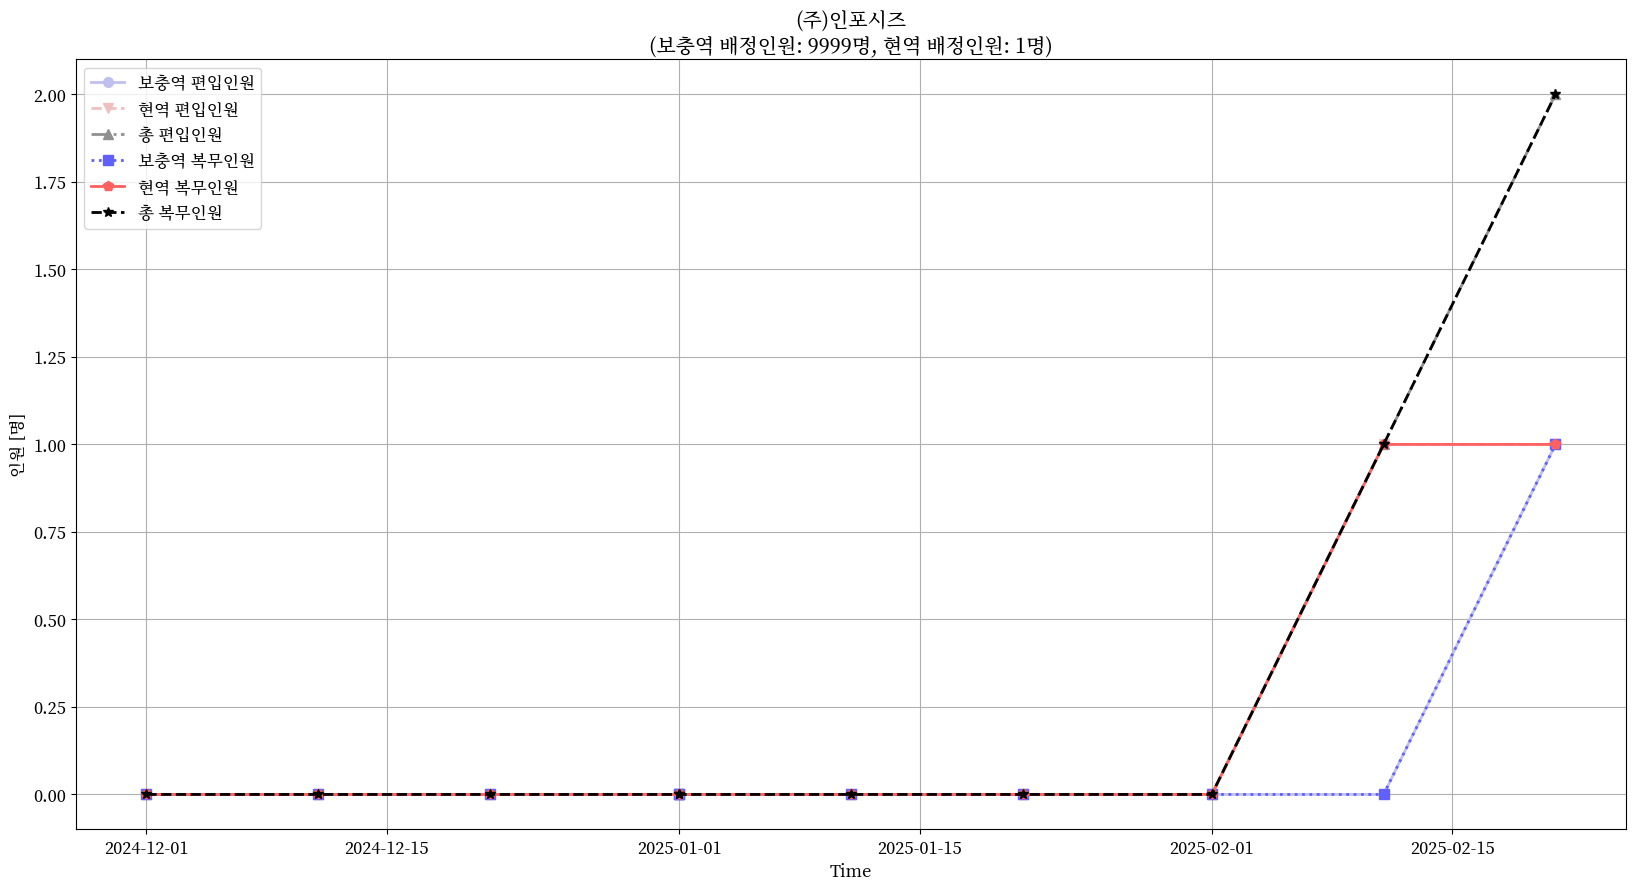 (주)인포시즈
(보충역 배정인원: 9999명, 현역 배정인원: 1명)
보충역 편입인원
현역 편입인원
총 편입인원
보충역 복무인원
현역 복무인원
총 복무인원
2.00
1.75
1.50
1.25
1.00
0.75
0.50
0.25
0.00
인원 [명]
2024-12-01 2024-12-15 2025-01-01 2025-01-15 2025-02-01 2025-02-15
Time